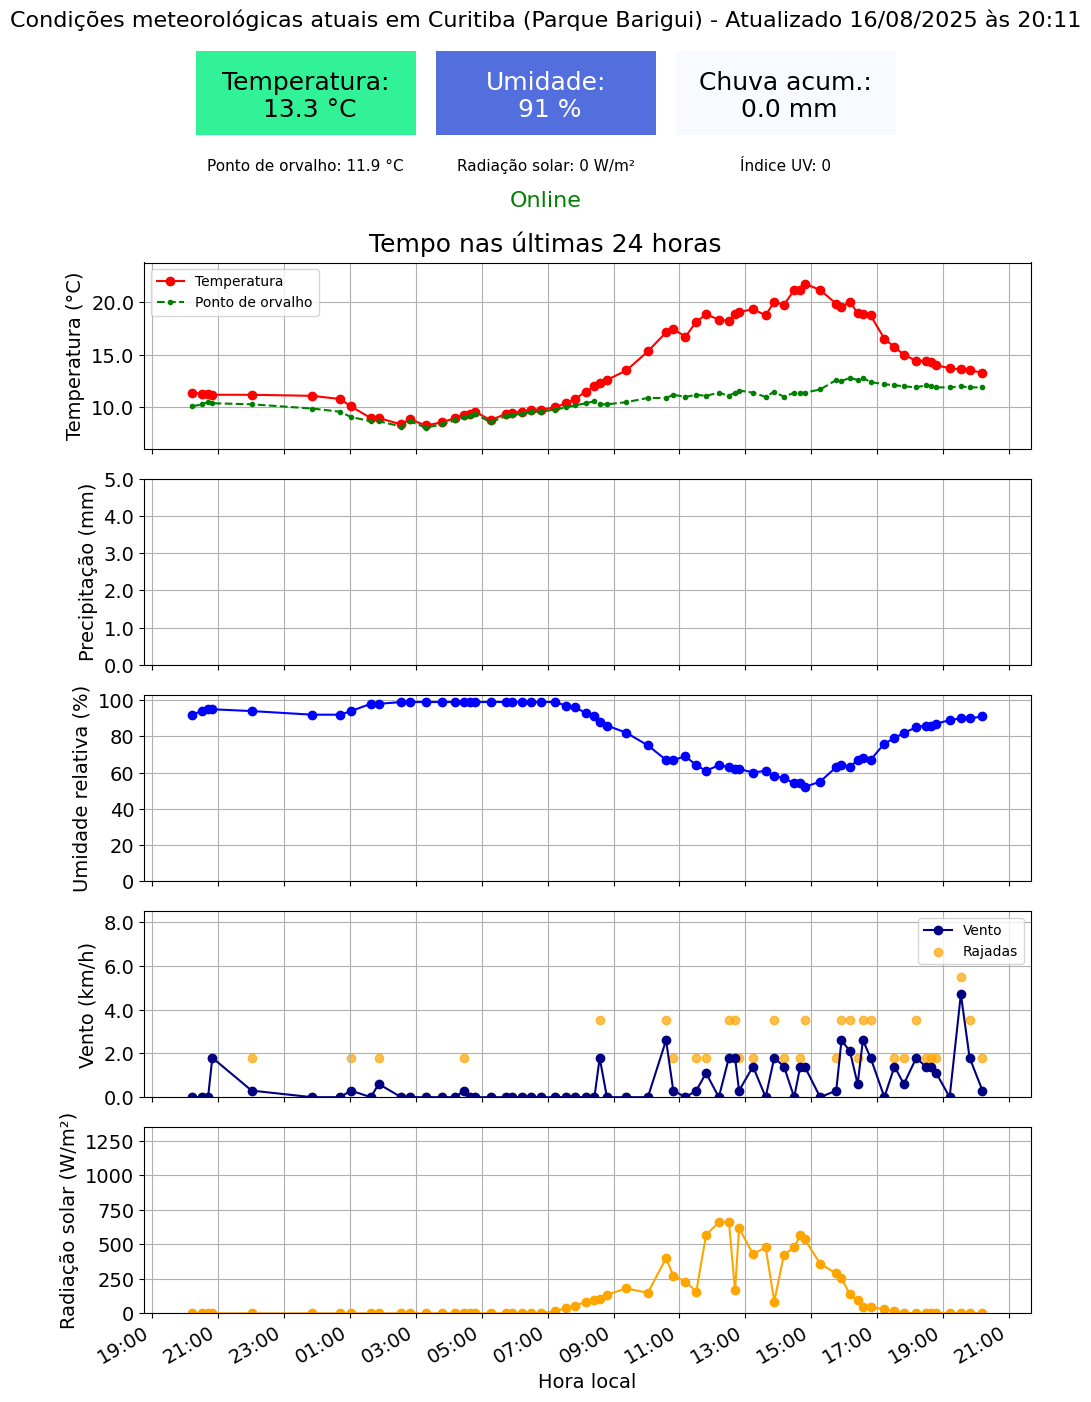 Condições meteorológicas atuais em Curitiba (Parque Barigui) - Atualizado 16/08/2025 às 20:11
Temperatura:
13.3 °C
Umidade:
91 %
Chuva acum.:
0.0 mm
Ponto de orvalho: 11.9 °C
Radiação solar: 0 W/m²
Índice UV: 0
Online
Tempo nas últimas 24 horas
Temperatura (°C)
20.0
15.0
10.0
Temperatura
Ponto de orvalho
Precipitação (mm)
5.0
4.0
3.0
2.0
1.0
0.0
Umidade relativa (%)
100
80
60
40
20
0
Vento (km/h)
8.0
6.0
4.0
2.0
0.0
Vento
Rajadas
Radiação solar (W/m²)
1250
1000
750
500
250
0
19:00
21:00
23:00
01:00
03:00
05:00
07:00
09:00
11:00
13:00
15:00
17:00
19:00
21:00
Hora local